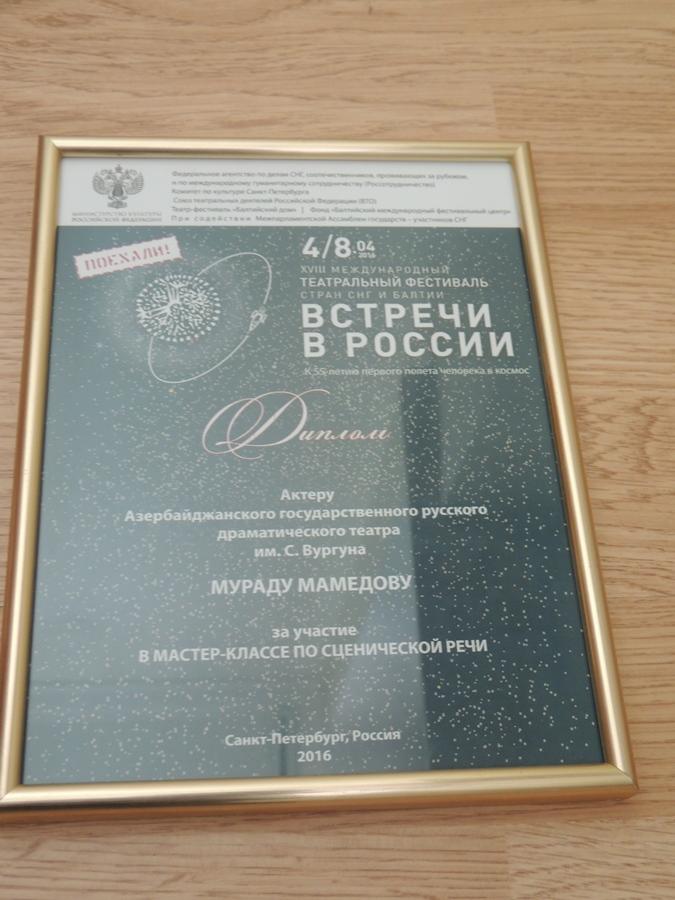 Федеральное агентство по делам СНГ, соотечественников, проживающих за рубежом,
и по международному гуманитарному сотрудничеству (Россотрудничество)
Комитет по культуре Санкт-Петербурга
Союз театральных деятелей Российской Федерации (ВТО)
Театр-фестиваль «Балтийский дом» | Фонд «Балтийский международный фестивальный центр»
При содействии Межпарламентской Ассамблеи государств – участников СНГ
МИНИСТЕРСТВО КУЛЬТУРЫ
РОССИЙСКОЙ ФЕДЕРАЦИИ
ПОЕХАЛИ!
4/8.04
2016
XVIII МЕЖДУНАРОДНЫЙ
ТЕАТРАЛЬНЫЙ ФЕСТИВАЛЬ
СТРАН СНГ И БАЛТИИ
ВСТРЕЧИ
В РОССИИ
К 55-летию первого полета человека в космос
Диплом
Актеру
Азербайджанского государственного русского
драматического театра
им. С. Вургуна
МУРАДУ МАМЕДОВУ
за участие
В МАСТЕР-КЛАССЕ ПО СЦЕНИЧЕСКОЙ РЕЧИ
Санкт-Петербург, Россия
2016